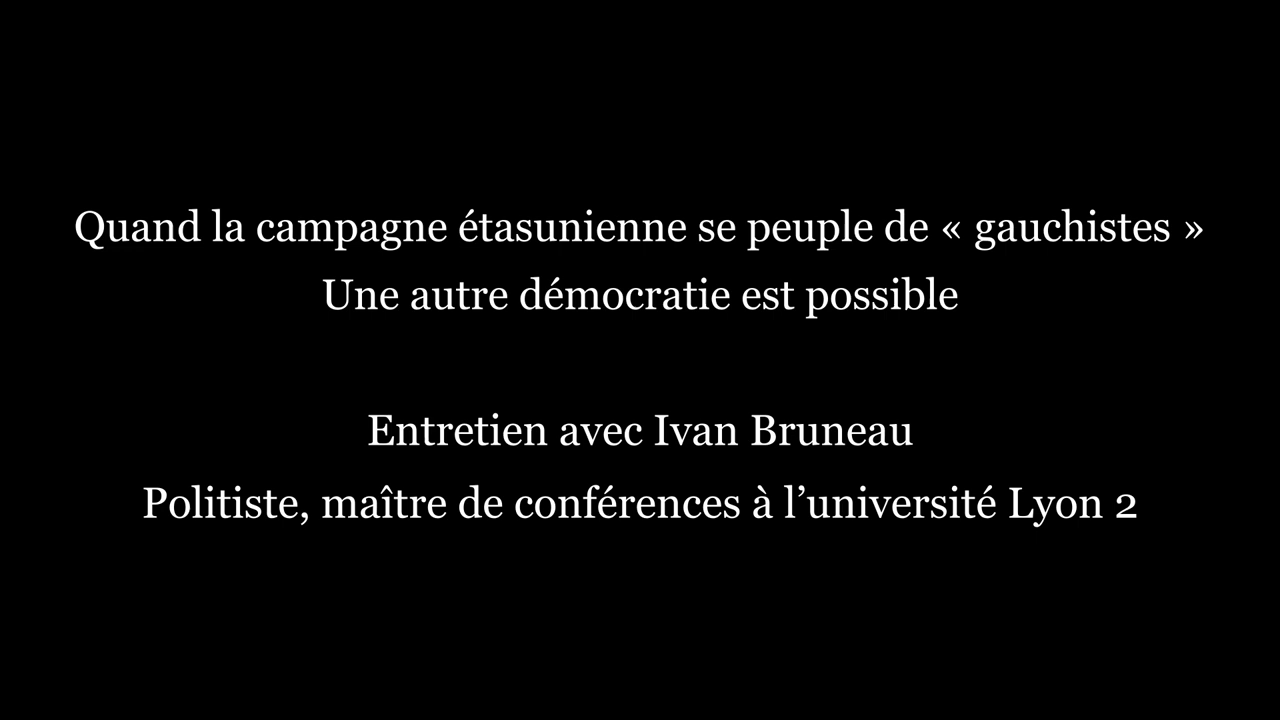 Quand la campagne étasunienne se peuple de « gauchistes »
Une autre démocratie est possible
Entretien avec Ivan Bruneau
Politiste, maître de conférences à l’université Lyon 2